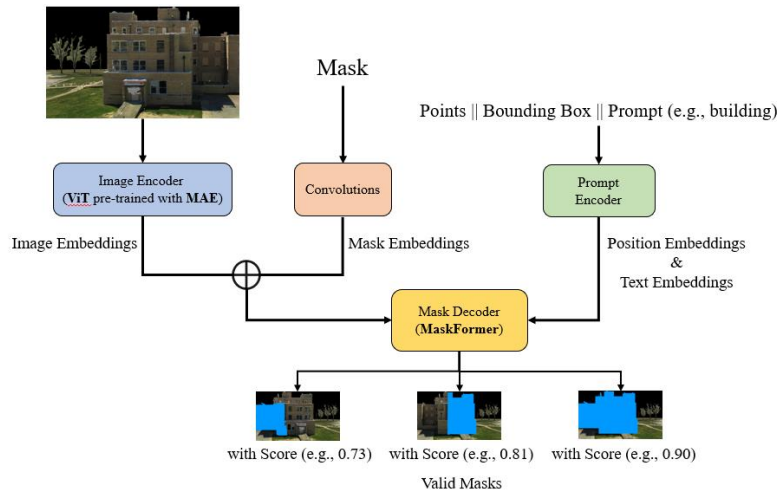 Mask
Points || Bounding Box || Prompt (e.g., building)
Image Encoder
(ViT pre-trained with MAE)
Convolutions
Prompt
Encoder
Image Embeddings
Mask Embeddings
Position Embeddings
&
Text Embeddings
Mask Decoder
(MaskFormer)
with Score (e.g., 0.73)
with Score (e.g., 0.81)
with Score (e.g., 0.90)
Valid Masks